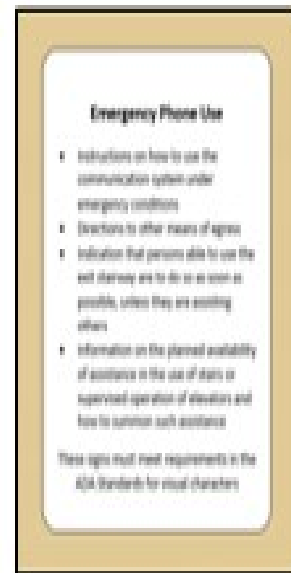 Emergency Phone Use
• Instructions on how to use the
communication system under
emergency conditions
• Directions to other means of egress
• Indication that persons able to use the
exit stairway are to do so as soon as
possible, unless they are assisting
others
• Information on the planned availability
of assistance in the use of stairs or
supervised operation of elevators and
how to summon such assistance
These signs must meet requirements in the
ADA Standards for visual characters